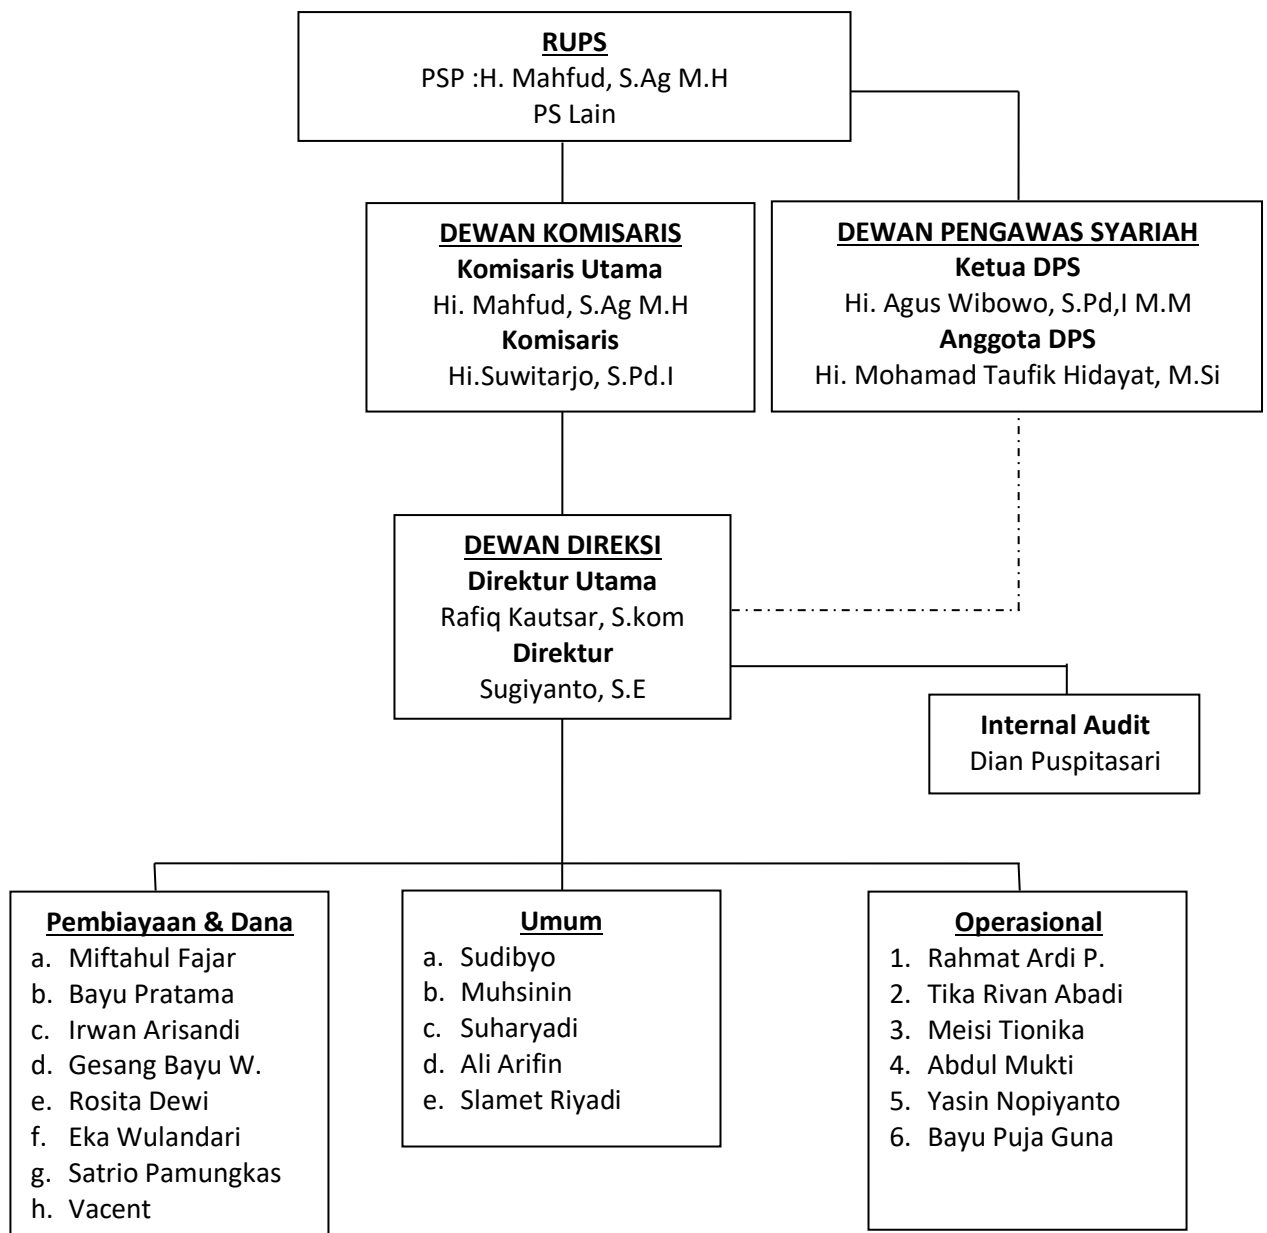 RUPS
PSP :H. Mahfud, S.Ag M.H
PS Lain
DEWAN KOMISARIS
Komisaris Utama
Hi. Mahfud, S.Ag M.H
Komisaris
Hi.Suwitarjo, S.Pd.I
DEWAN PENGAWAS SYARIAH
Ketua DPS
Hi. Agus Wibowo, S.Pd,I M.M
Anggota DPS
Hi. Mohamad Taufik Hidayat, M.Si
DEWAN DIREKSI
Direktur Utama
Rafiq Kautsar, S.kom
Direktur
Sugiyanto, S.E
Internal Audit
Dian Puspitasari
Pembiayaan & Dana
a. Miftahul Fajar
b. Bayu Pratama
c. Irwan Arisandi
d. Gesang Bayu W.
e. Rosita Dewi
f. Eka Wulandari
g. Satrio Pamungkas
h. Vacent
Umum
a. Sudibyo
b. Muhsinin
c. Suharyadi
d. Ali Arifin
e. Slamet Riyadi
Operasional
1. Rahmat Ardi P.
2. Tika Rivan Abadi
3. Meisi Tionika
4. Abdul Mukti
5. Yasin Nopiyanto
6. Bayu Puja Guna